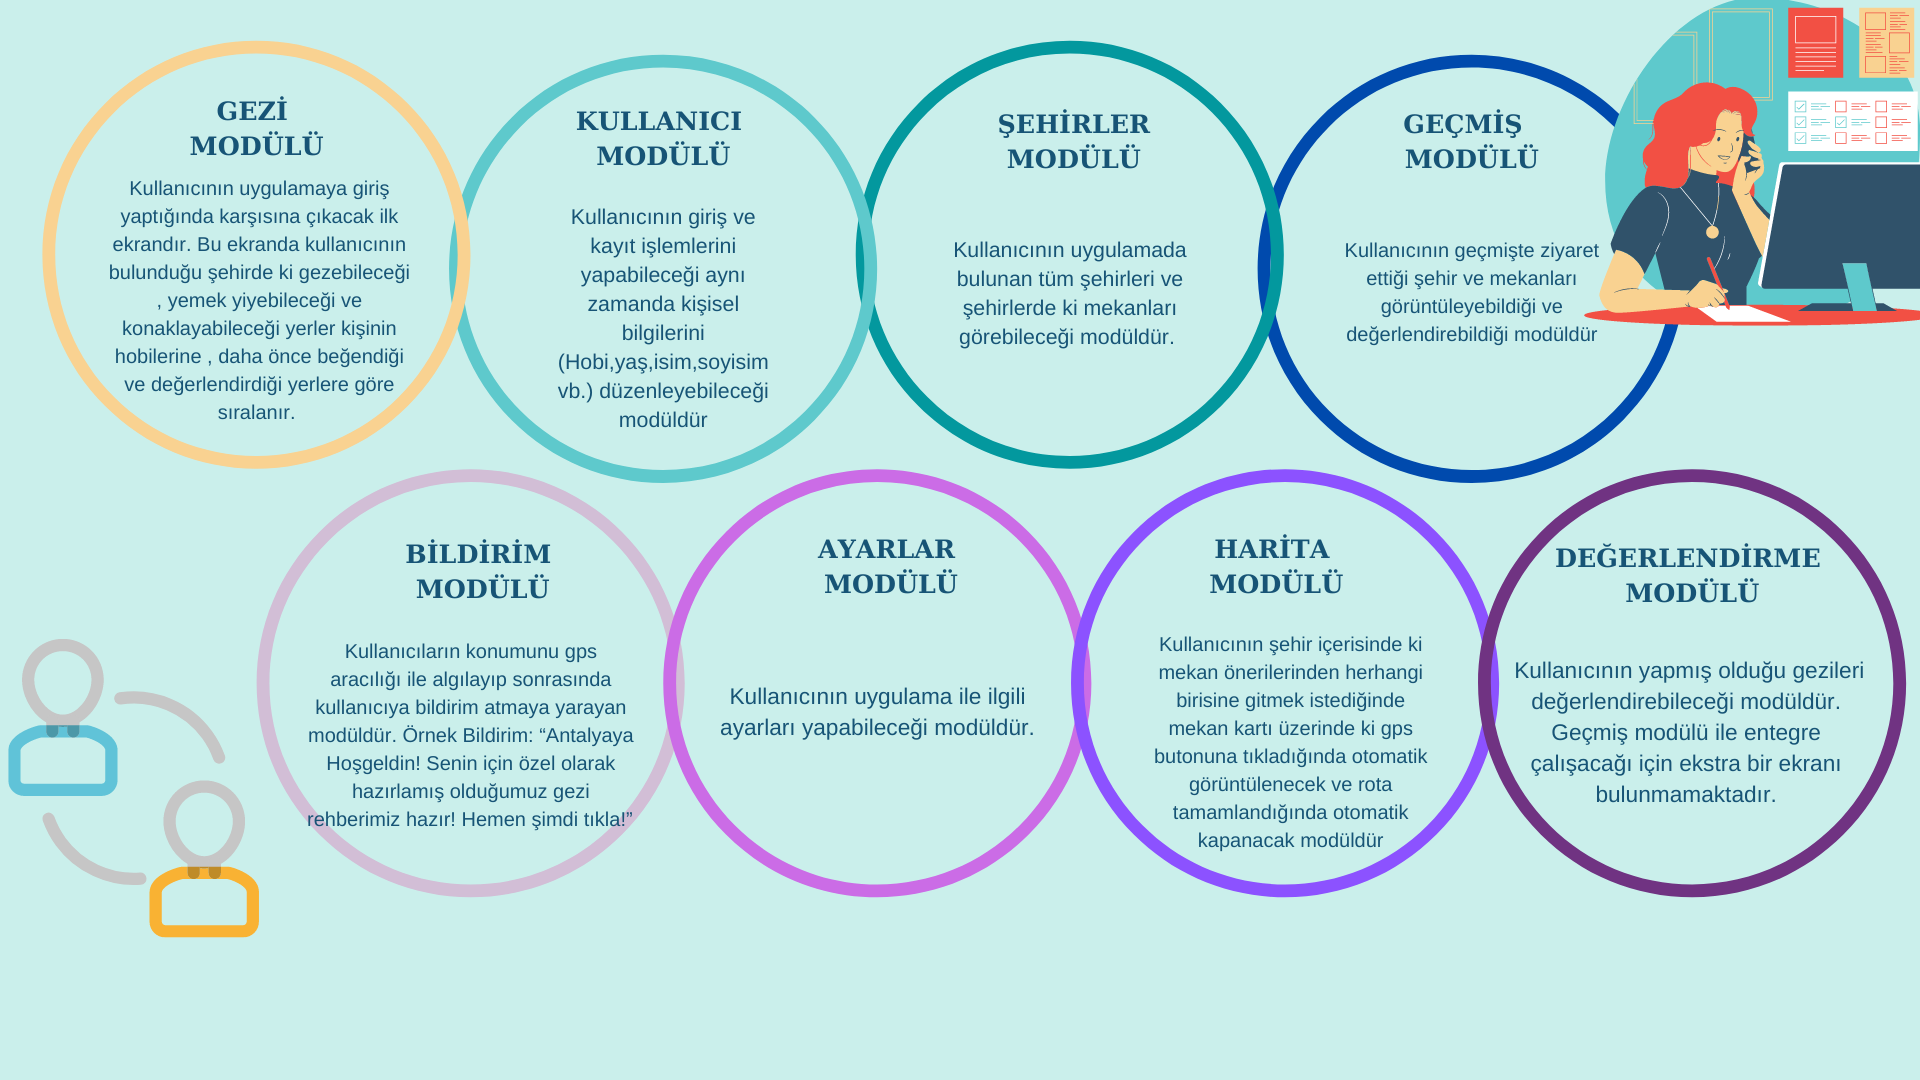 GEZİ
MODÜLÜ
Kullanıcının uygulamaya giriş
yaptığında karşısına çıkacak ilk
ekrandır. Bu ekranda kullanıcının
bulunduğu şehirde ki gezebileceği
, yemek yiyebileceği ve
konaklayabileceği yerler kişinin
hobilerine , daha önce beğendiği
ve değerlendirdiği yerlere göre
sıralanır.
KULLANICI
MODÜLÜ
Kullanıcının giriş ve
kayıt işlemlerini
yapabileceği aynı
zamanda kişisel
bilgilerini
(Hobi,yaş,isim,soyisim
vb.) düzenleyebileceği
modüldür
ŞEHİRLER
MODÜLÜ
Kullanıcının uygulamada
bulunan tüm şehirleri ve
şehirlerde ki mekanları
görebileceği modüldür.
GEÇMİŞ
MODÜLÜ
Kullanıcının geçmişte ziyaret
ettiği şehir ve mekanları
görüntüleyebildiği ve
değerlendirebildiği modüldür
BİLDİRİM
MODÜLÜ
Kullanıcıların konumunu gps
aracılığı ile algılayıp sonrasında
kullanıcıya bildirim atmaya yarayan
modüldür. Örnek Bildirim: “Antalyaya
Hoşgeldin! Senin için özel olarak
hazırlamış olduğumuz gezi
rehberimiz hazır! Hemen şimdi tıkla!”
AYARLAR
MODÜLÜ
Kullanıcının uygulama ile ilgili
ayarları yapabileceği modüldür.
HARİTA
MODÜLÜ
Kullanıcının şehir içerisinde ki
mekan önerilerinden herhangi
birisine gitmek istediğinde
mekan kartı üzerinde ki gps
butonuna tıkladığında otomatik
görüntülenecek ve rota
tamamlandığında otomatik
kapanacak modüldür
DEĞERLENDİRME
MODÜLÜ
Kullanıcının yapmış olduğu gezileri
değerlendirebileceği modüldür.
Geçmiş modülü ile entegre
çalışacağı için ekstra bir ekranı
bulunmamaktadır.